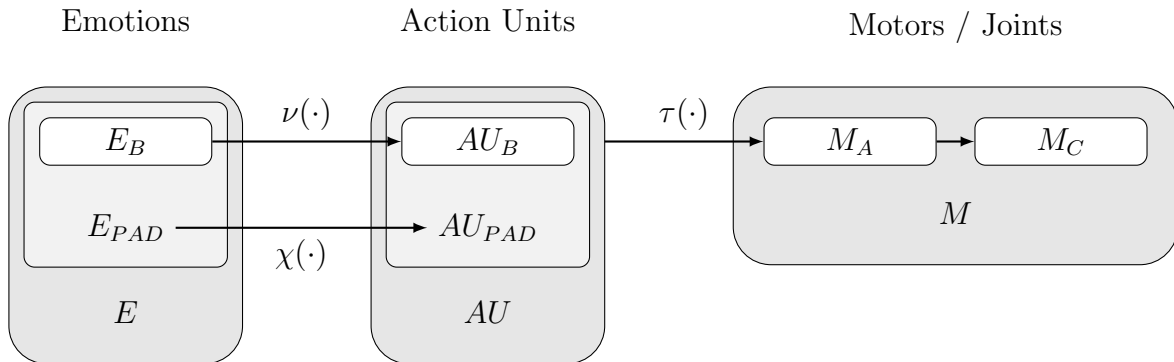 Emotions Action Units Motors / Joints
ν(·) τ(·)
E_B AU_B M_A M_C
E_PAD AU_PAD M
χ(·)
E AU